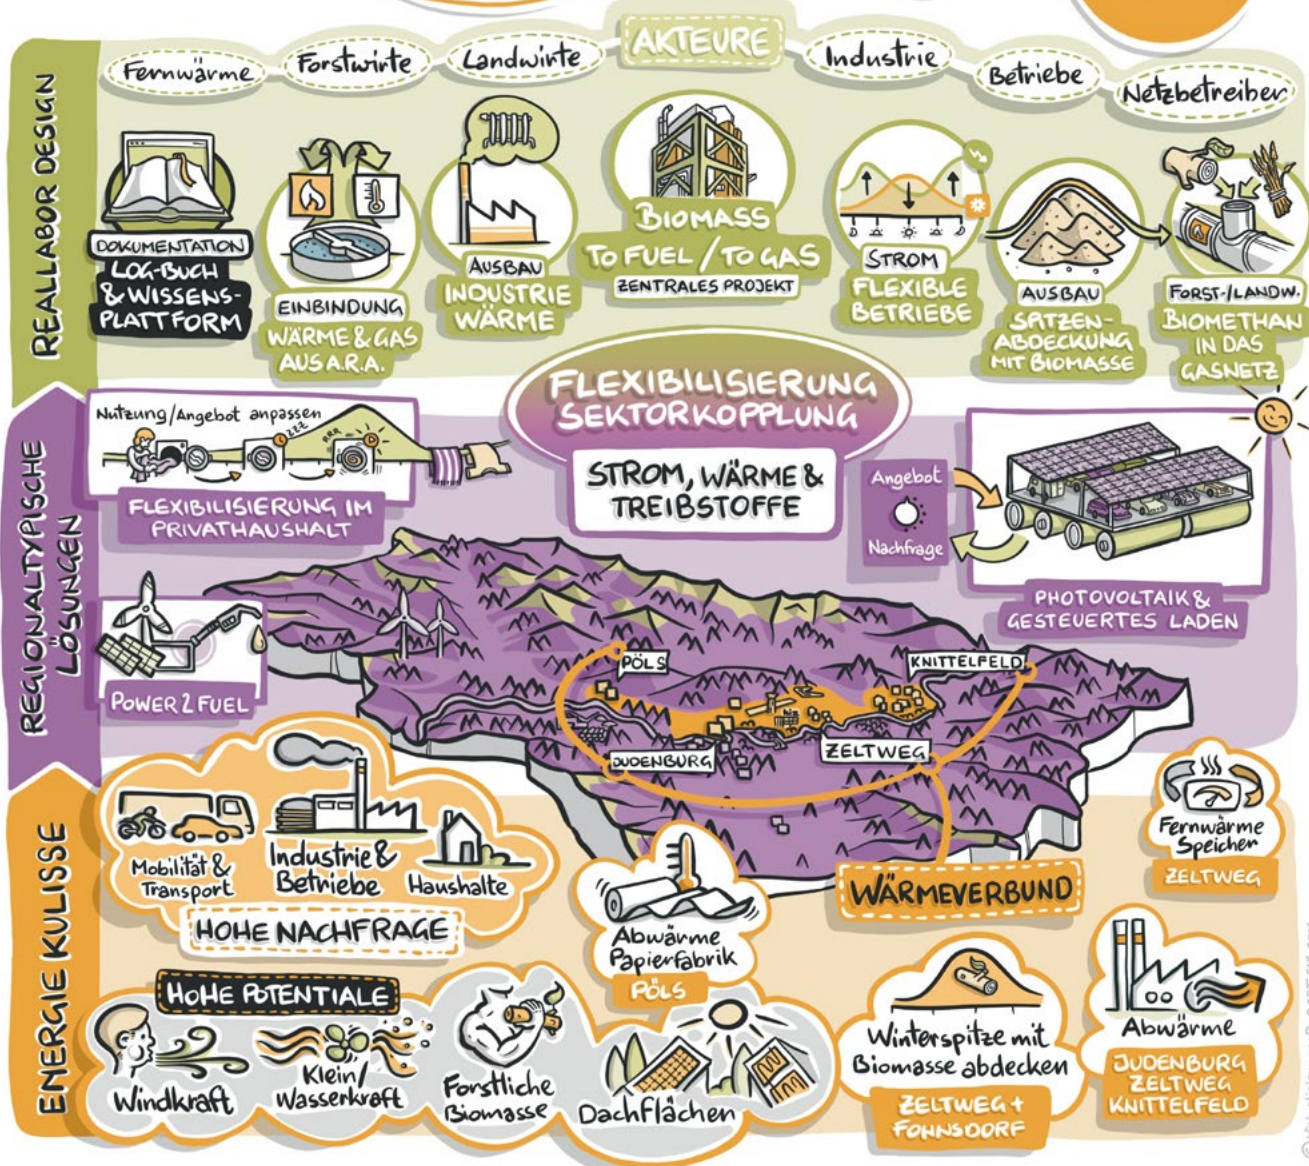 REALLABOR DESIGN
AKTEURE
Fernwärme
Forstwirte
Landwirte
Industrie
Betriebe
Netzbetreiber
DOKUMENTATION
LOG-BUCH
& WISSENS-
PLATTFORM
EINBINDUNG
WÄRME & GAS
AUS A.R.A.
AUSBAU
INDUSTRIE
WÄRME
BIOMASS
TO FUEL / TO GAS
ZENTRALES PROJEKT
STROM
FLEXIBLE
BETRIEBE
AUSBAU
SPTZEN-
ABDECKUNG
MIT BIOMASSE
FORST-/LANDW.
BIOMETHAN
IN DAS
GASNETZ
REGIONALTYPISCHE
LÖSUNGEN
FLEXIBILISIERUNG
SEKTORKOPPLUNG
STROM, WÄRME &
TREIBSTOFFE
Nutzung/Angebot anpassen
zzz
RRR
FLEXIBILISIERUNG IM
PRIVATHAUSHALT
Angebot
Nachfrage
PHOTOVOLTAIK &
GESTEUERTES LADEN
POWER 2 FUEL
PÖLS
KNITTELFELD
JUDENBURG
ZELTWEG
ENERGIE KULISSE
Mobilität &
Transport
Industrie &
Betriebe
Haushalte
HOHE NACHFRAGE
WÄRMEVERBUND
Fernwärme
Speicher
ZELTWEG
Abwärme
Papierfabrik
PÖLS
HOHE POTENTIALE
Windkraft
Klein/
Wasserkraft
Forstliche
Biomasse
Dachflächen
Winterspitze mit
Biomasse abdecken
ZELTWEG +
FOHNSDORF
Abwärme
JUDENBURG
ZELTWEG
KNITTELFELD